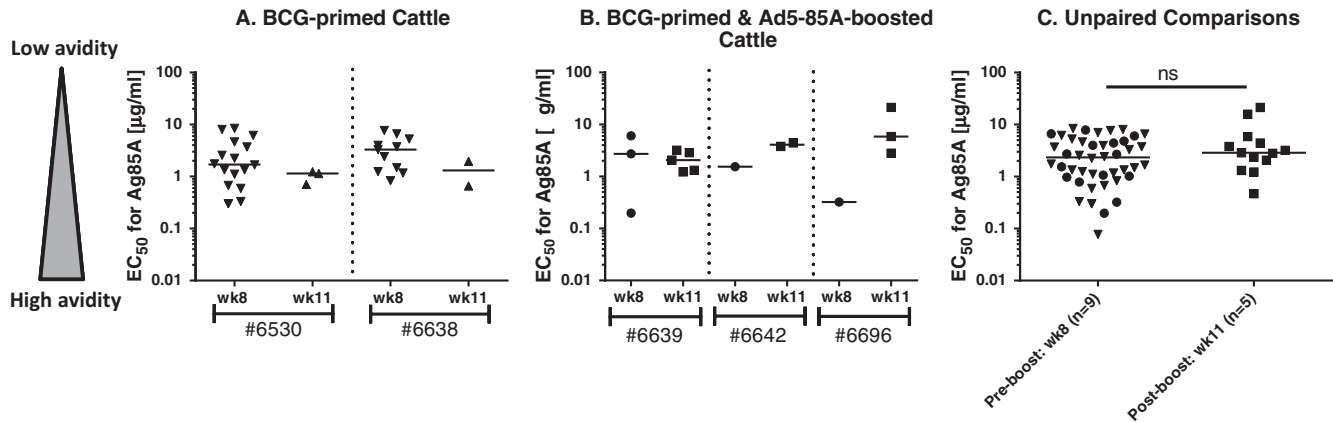 A. BCG-primed Cattle
B. BCG-primed & Ad5-85A-boosted
Cattle
C. Unpaired Comparisons
Low avidity
High avidity
EC50 for Ag85A [µg/ml]
100
10
1
0.1
0.01
wk8
wk11
wk8
wk11
#6530
#6638
EC50 for Ag85A [ g/ml]
100
10
1
0.1
0.01
wk8
wk11
wk8
wk11
wk8
wk11
#6639
#6642
#6696
EC50 for Ag85A [µg/ml]
100
10
1
0.1
0.01
ns
Pre-boost: wk8 (n=9)
Post-boost: wk11 (n=5)